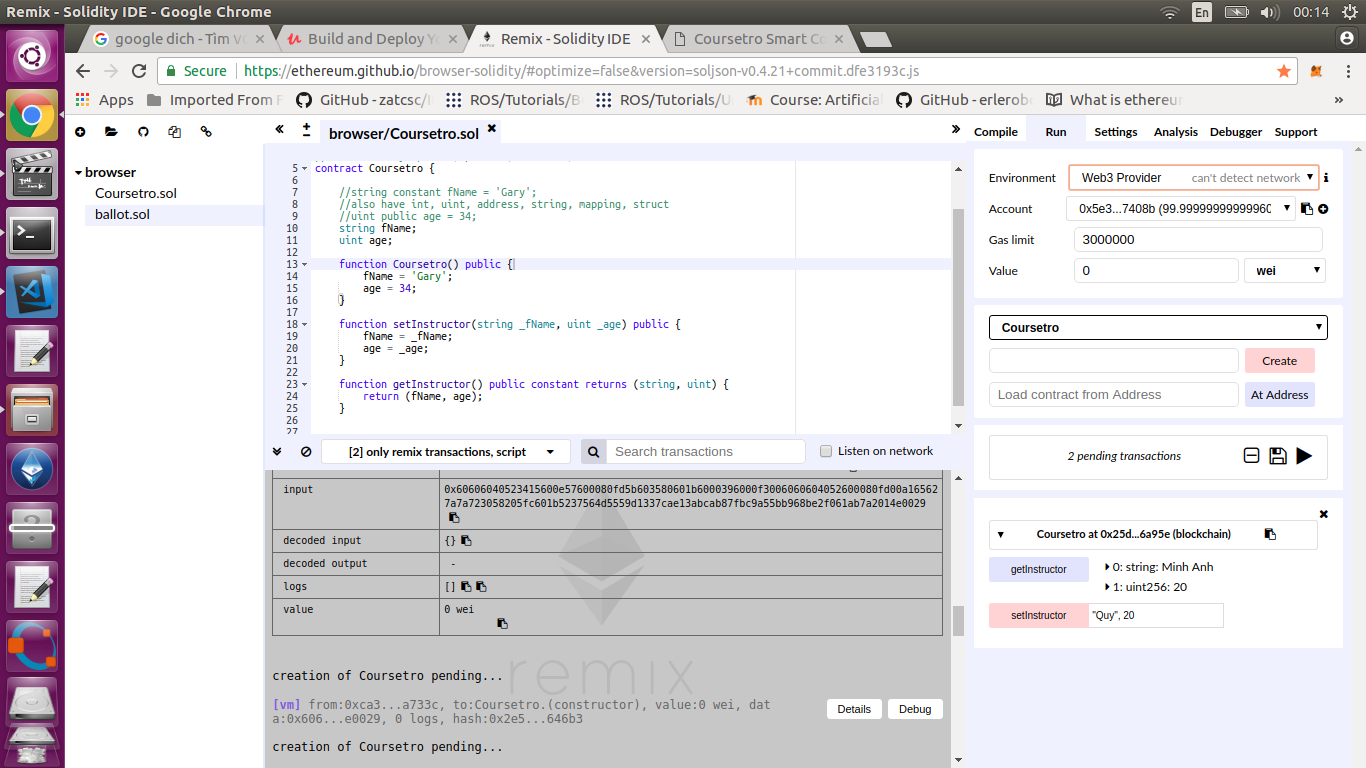 Remix - Solidity IDE - Google Chrome
En
00:14
google dich - Tìm v
Build and Deploy Yo
Remix - Solidity IDE
Coursetro Smart Co
Secure
https://ethereum.github.io/browser-solidity/#optimize=false&version=soljson-v0.4.21+commit.dfe3193c.js
Apps
Imported From F
GitHub - zatcsc/
ROS/Tutorials/B
ROS/Tutorials/U
Course: Artificia
GitHub - erlerob
What is ethereum
browser
Coursetro.sol
ballot.sol
browser/Coursetro.sol
5 contract Coursetro {
6
7 //string constant fName = 'Gary';
8 //also have int, uint, address, string, mapping, struct
9 //uint public age = 34;
10 string fName;
11 uint age;
12
13 function Coursetro() public {
14 fName = 'Gary';
15 age = 34;
16 }
17
18 function setInstructor(string _fName, uint _age) public {
19 fName = _fName;
20 age = _age;
21 }
22
23 function getInstructor() public constant returns (string, uint) {
24 return (fName, age);
25 }
26
27
[2] only remix transactions, script
Search transactions
Listen on network
input
0x60606040523415600e57600080fd5b603580601b6000396000f3006060604052600080fd00a16562
7a7a723058205fc601b5237564d5559d1337cae13abcab87fbc9a55bb968be2f061ab7a2014e0029
decoded input
{}
decoded output
-
logs
[]
value
0 wei
remix
creation of Coursetro pending...
[vm] from:0xca3...a733c, to:Coursetro.(constructor), value:0 wei, dat
a:0x606...e0029, 0 logs, hash:0x2e5...646b3
Details
Debug
creation of Coursetro pending...
Compile
Run
Settings
Analysis
Debugger
Support
Environment
Web3 Provider
can't detect network
Account
0x5e3...7408b (99.9999999999996
Gas limit
3000000
Value
0
wei
Coursetro
Create
Load contract from Address
At Address
2 pending transactions
Coursetro at 0x25d...6a95e (blockchain)
getInstructor
0: string: Minh Anh
1: uint256: 20
setInstructor
"Quy", 20